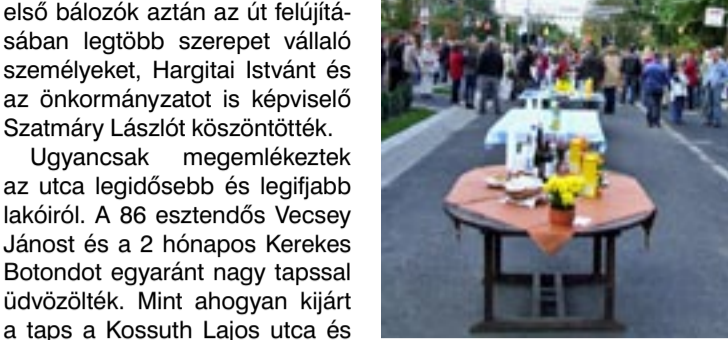 első bálozók aztán az út felújítá-
sában legtöbb szerepet vállaló
személyeket, Hargitai Istvánt és
az önkormányzatot is képviselő
Szatmáry Lászlót köszöntötték.
Ugyancsak megemlékeztek
az utca legidősebb és legifjabb
lakóiról. A 86 esztendős Vecsey
Jánost és a 2 hónapos Kerekes
Botondot egyaránt nagy tapssal
üdvözölték. Mint ahogyan kijárt
a taps a Kossuth Lajos utca és